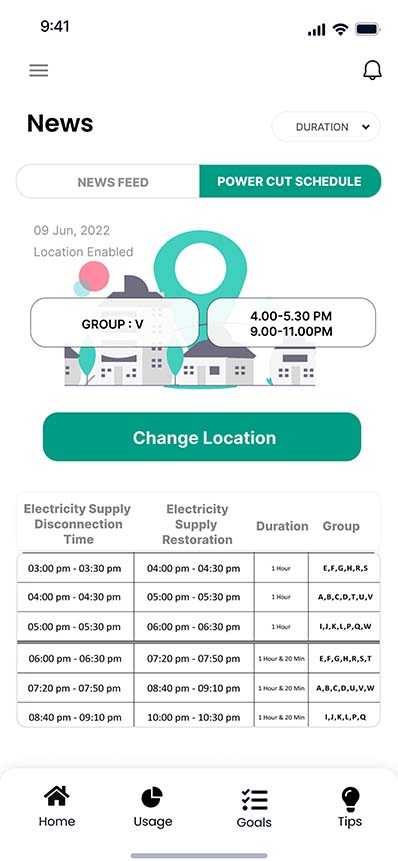 9:41
News
DURATION
NEWS FEED
POWER CUT SCHEDULE
09 Jun, 2022
Location Enabled
GROUP : V
4.00-5.30 PM
9.00-11.00PM
Change Location
Electricity Supply Disconnection Time Electricity Supply Restoration Duration Group
03:00 pm - 03:30 pm 04:00 pm - 04:30 pm 1 Hour E,F,G,H,R,S
04:00 pm - 04:30 pm 05:00 pm - 05:30 pm 1 Hour A,B,C,D,T,U,V
05:00 pm - 05:30 pm 06:00 pm - 06:30 pm 1 Hour I,J,K,L,P,Q,W
06:00 pm - 06:30 pm 07:20 pm - 07:50 pm 1 Hour & 20 Min E,F,G,H,R,S,T
07:20 pm - 07:50 pm 08:40 pm - 09:10 pm 1 Hour & 20 Min A,B,C,D,U,V,W
08:40 pm - 09:10 pm 10:00 pm - 10:30 pm 1 Hour & 20 Min I,J,K,L,P,Q
Home Usage Goals Tips